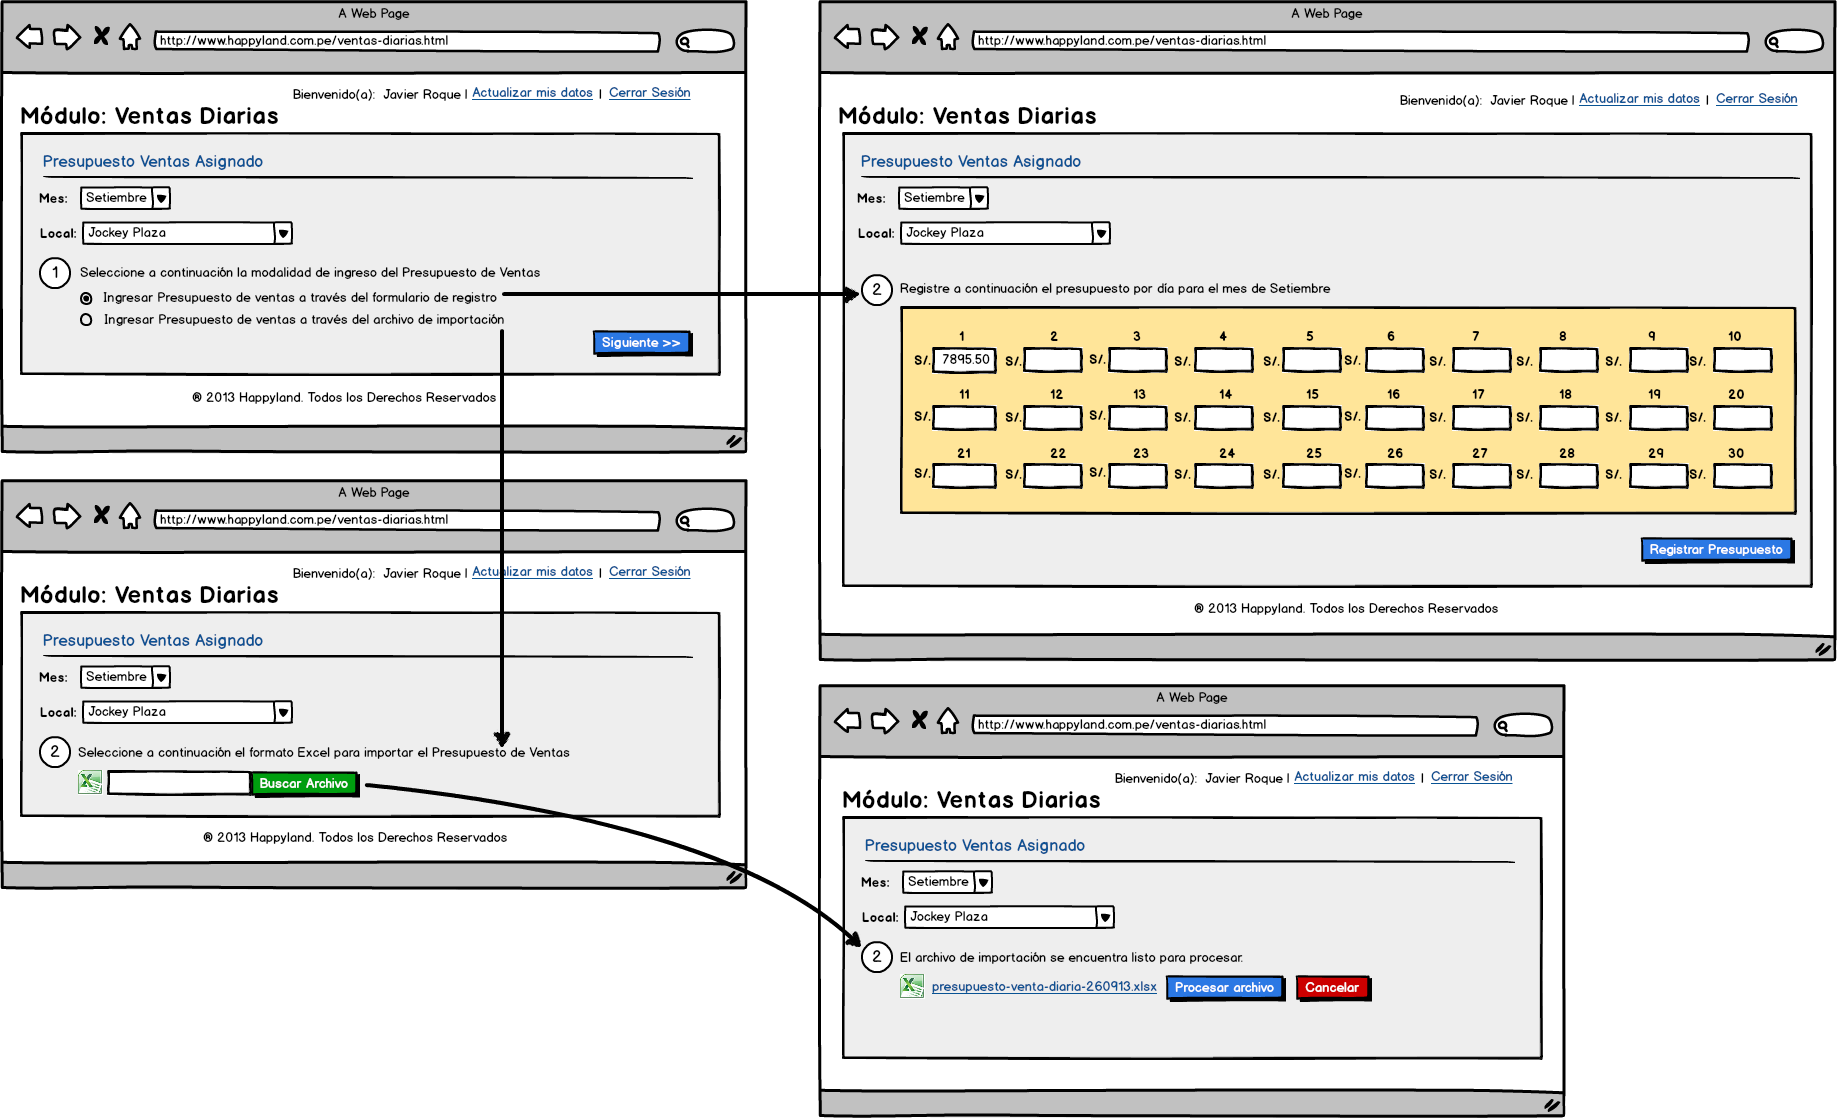 A Web Page
http://www.happyland.com.pe/ventas-diarias.html
Bienvenido(a): Javier Roque | Actualizar mis datos | Cerrar Sesión
Módulo: Ventas Diarias
Presupuesto Ventas Asignado
Mes: Setiembre
Local: Jockey Plaza
1 Seleccione a continuación la modalidad de ingreso del Presupuesto de Ventas
Ingresar Presupuesto de ventas a través del formulario de registro
Ingresar Presupuesto de ventas a través del archivo de importación
Siguiente >>
® 2013 Happyland. Todos los Derechos Reservados
A Web Page
http://www.happyland.com.pe/ventas-diarias.html
Bienvenido(a): Javier Roque | Actualizar mis datos | Cerrar Sesión
Módulo: Ventas Diarias
Presupuesto Ventas Asignado
Mes: Setiembre
Local: Jockey Plaza
2 Registre a continuación el presupuesto por día para el mes de Setiembre
1 2 3 4 5 6 7 8 9 10
S/. 7895.50 S/. S/. S/. S/. S/. S/. S/. S/. S/.
11 12 13 14 15 16 17 18 19 20
S/. S/. S/. S/. S/. S/. S/. S/. S/. S/.
21 22 23 24 25 26 27 28 29 30
S/. S/. S/. S/. S/. S/. S/. S/. S/. S/.
Registrar Presupuesto
® 2013 Happyland. Todos los Derechos Reservados
A Web Page
http://www.happyland.com.pe/ventas-diarias.html
Bienvenido(a): Javier Roque | Actualizar mis datos | Cerrar Sesión
Módulo: Ventas Diarias
Presupuesto Ventas Asignado
Mes: Setiembre
Local: Jockey Plaza
2 Seleccione a continuación el formato Excel para importar el Presupuesto de Ventas
Buscar Archivo
® 2013 Happyland. Todos los Derechos Reservados
A Web Page
http://www.happyland.com.pe/ventas-diarias.html
Bienvenido(a): Javier Roque | Actualizar mis datos | Cerrar Sesión
Módulo: Ventas Diarias
Presupuesto Ventas Asignado
Mes: Setiembre
Local: Jockey Plaza
2 El archivo de importación se encuentra listo para procesar.
presupuesto-venta-diaria-260913.xlsx Procesar archivo Cancelar